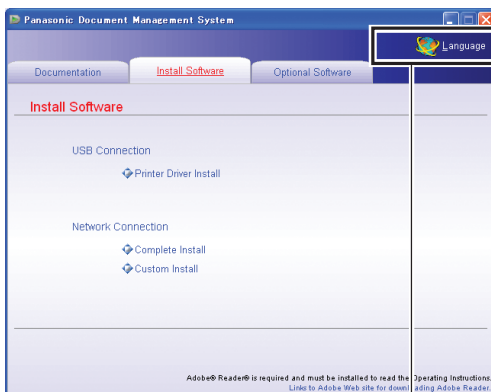 Panasonic Document Management System
Language
Documentation
Install Software
Optional Software
Install Software
USB Connection
Printer Driver Install
Network Connection
Complete Install
Custom Install
Adobe® Reader® is required and must be installed to read the Operating Instructions.
Links to Adobe Web site for downloading Adobe Reader.